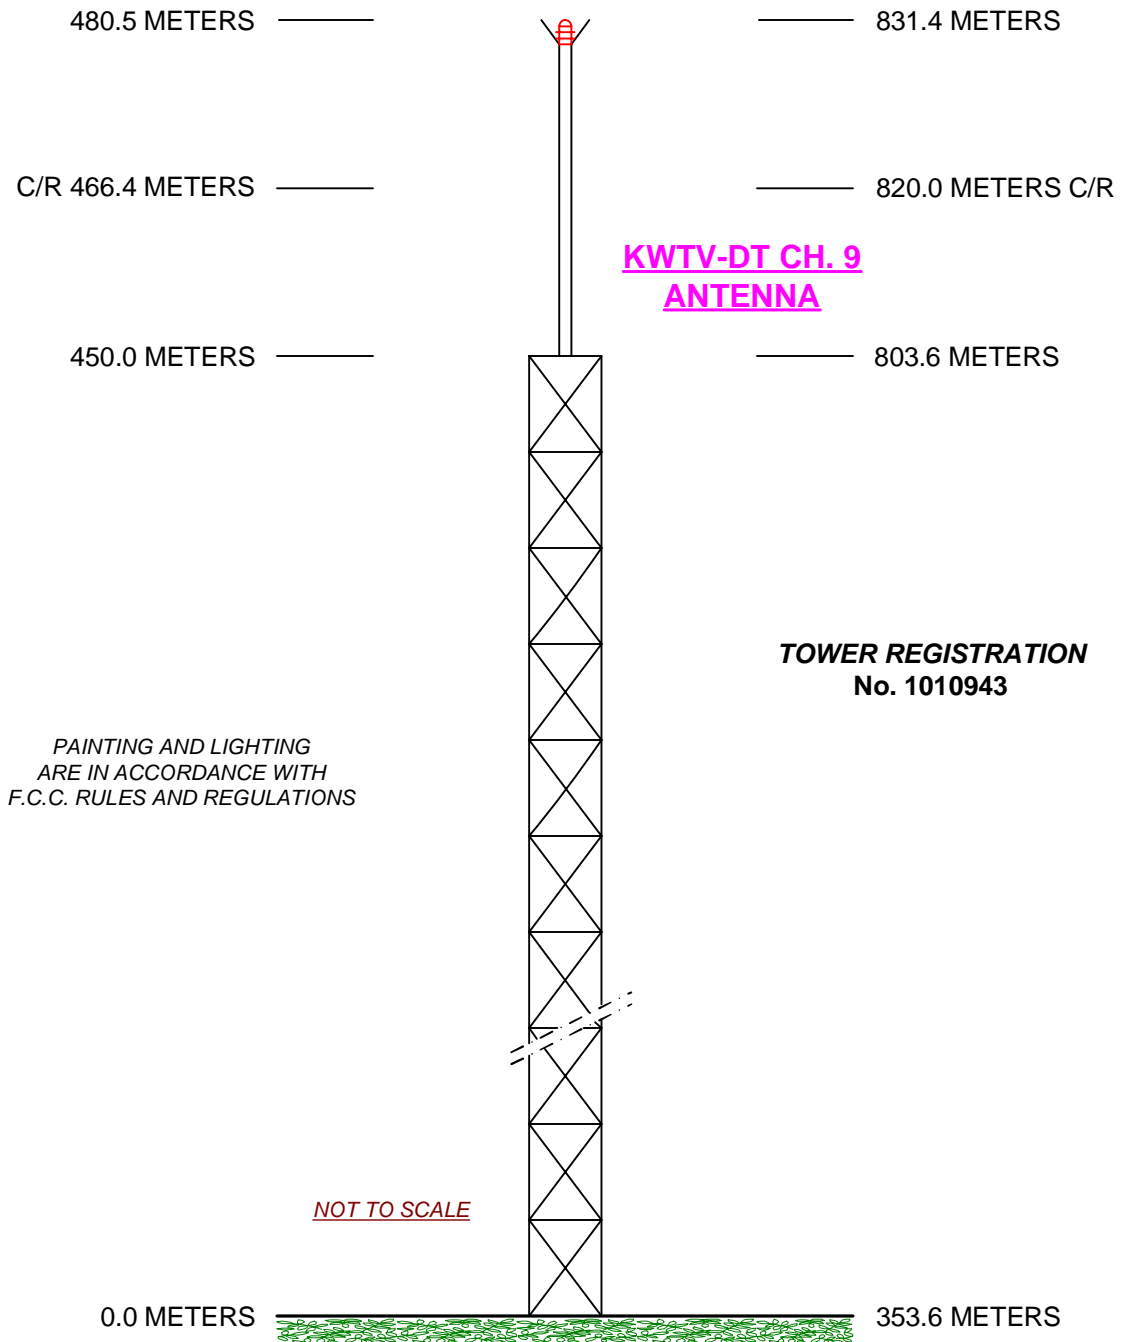 480.5 METERS
831.4 METERS
C/R 466.4 METERS
820.0 METERS C/R
KWTV-DT CH. 9
ANTENNA
450.0 METERS
803.6 METERS
TOWER REGISTRATION
No. 1010943
PAINTING AND LIGHTING
ARE IN ACCORDANCE WITH
F.C.C. RULES AND REGULATIONS
NOT TO SCALE
0.0 METERS
353.6 METERS